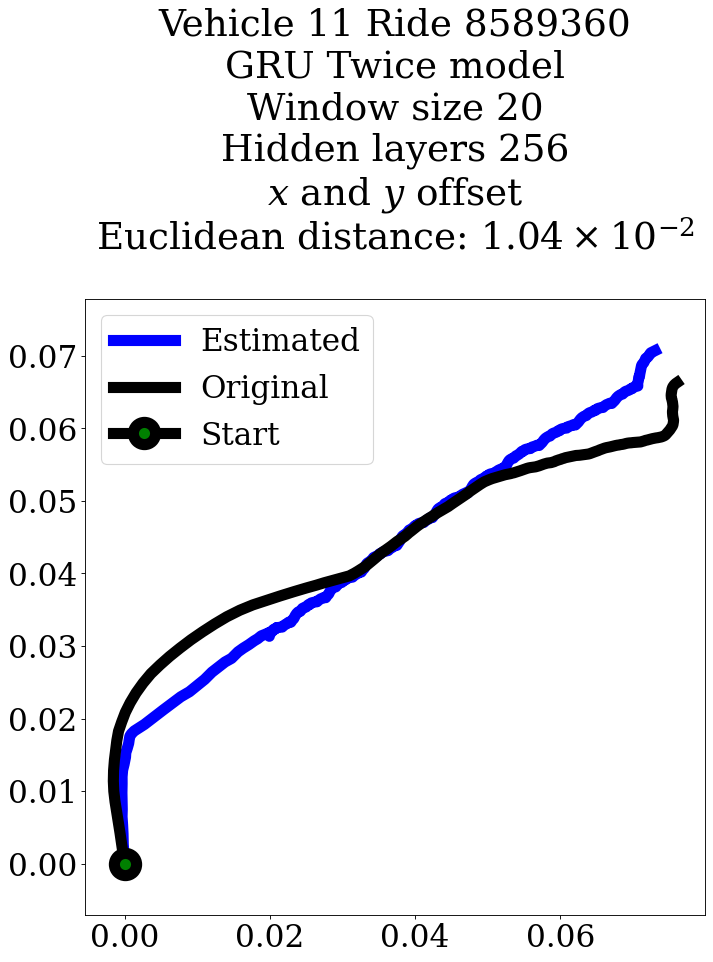 Vehicle 11 Ride 8589360
GRU Twice model
Window size 20
Hidden layers 256
x and y offset
Euclidean distance: 1.04 × 10⁻²
Estimated
Original
Start
0.07
0.06
0.05
0.04
0.03
0.02
0.01
0.00
0.00 0.02 0.04 0.06